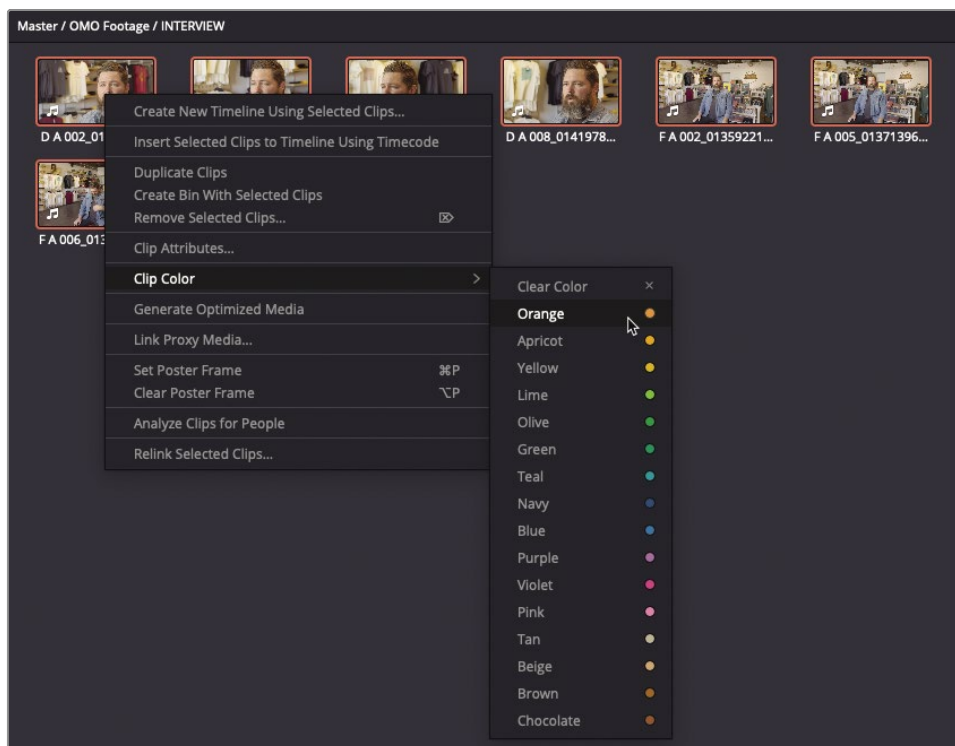 Master / OMO Footage / INTERVIEW
D A 002_01
D A 008_0141978...
F A 002_01359221...
F A 005_01371396...
F A 006_013
Create New Timeline Using Selected Clips...
Insert Selected Clips to Timeline Using Timecode
Duplicate Clips
Create Bin With Selected Clips
Remove Selected Clips...
Clip Attributes...
Clip Color >
Generate Optimized Media
Link Proxy Media...
Set Poster Frame ⌘P
Clear Poster Frame ⌥P
Analyze Clips for People
Relink Selected Clips...
Clear Color ×
Orange
Apricot
Yellow
Lime
Olive
Green
Teal
Navy
Blue
Purple
Violet
Pink
Tan
Beige
Brown
Chocolate